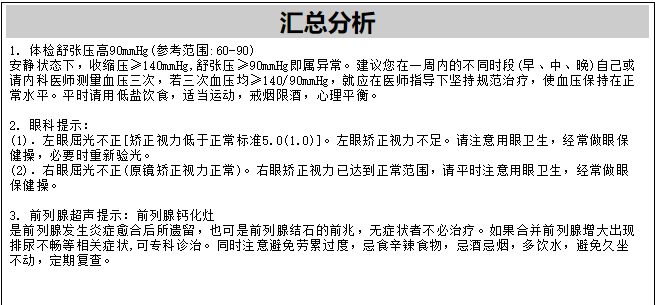 汇总分析
1. 体检舒张压高90mmHg(参考范围:60-90)
安静状态下，收缩压≥140mmHg,舒张压≥90mmHg即属异常。建议您在一周内的不同时段(早、中、晚)自己或
请内科医师测量血压三次，若三次血压均≥140/90mmHg，就应在医师指导下坚持规范治疗，使血压保持在正
常水平。平时请用低盐饮食，适当运动，戒烟限酒，心理平衡。
2. 眼科提示：
(1). 左眼屈光不正[矫正视力低于正常标准5.0(1.0)]。左眼矫正视力不足。请注意用眼卫生，经常做眼保
健操，必要时重新验光。
(2). 右眼屈光不正(原镜矫正视力正常)。右眼矫正视力已达到正常范围，请平时注意用眼卫生，经常做眼
保健操。
3. 前列腺超声提示：前列腺钙化灶
是前列腺发生炎症愈合后所遗留，也可是前列腺结石的前兆，无症状者不必治疗。如果合并前列腺增大出现
排尿不畅等相关症状,可专科诊治。同时注意避免劳累过度，忌食辛辣食物，忌酒忌烟，多饮水，避免久坐
不动，定期复查。